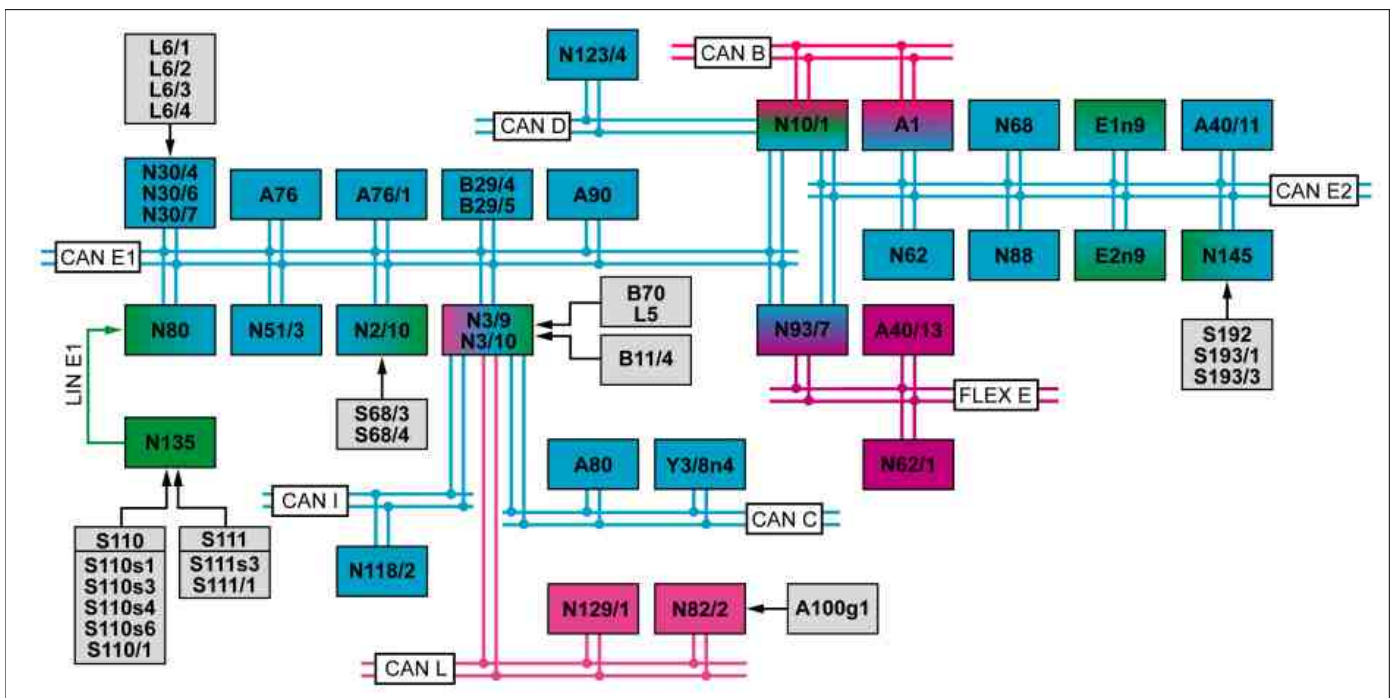 L6/1
L6/2
L6/3
L6/4
N123/4
CAN B
CAN D
N10/1
A1
N68
E1n9
A40/11
N30/4
N30/6
N30/7
A76
A76/1
B29/4
B29/5
A90
CAN E2
CAN E1
N62
N88
E2n9
N145
N80
N51/3
N2/10
N3/9
N3/10
B70
L5
B11/4
N93/7
A40/13
S192
S193/1
S193/3
LIN E1
FLEX E
S68/3
S68/4
N135
A80
Y3/8n4
N62/1
CAN I
CAN C
S110
S110s1
S110s3
S110s4
S110s6
S110/1
S111
S111s3
S111/1
N118/2
N129/1
N82/2
A100g1
CAN L